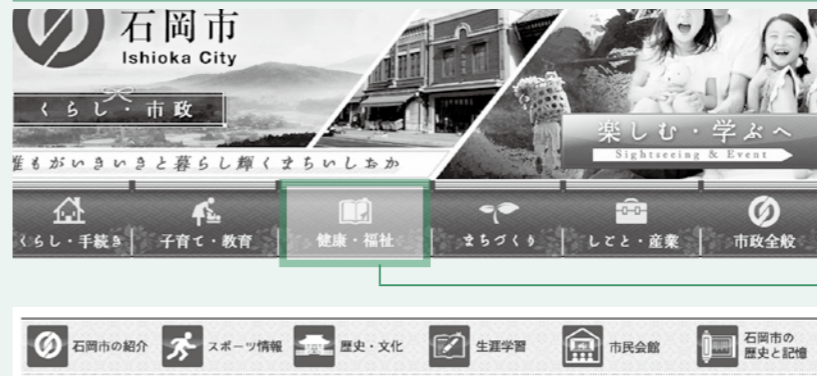 石岡市
Ishioka City
くらし・市政
誰もがいきいきと暮らし輝くまちいしおか
楽しむ・学ぶへ
Sightseeing & Event
くらし・手続き
子育て・教育
健康・福祉
まちづくり
しごと・産業
市政全般
石岡市の紹介
スポーツ情報
歴史・文化
生涯学習
市民会館
石岡市の
歴史と記憶